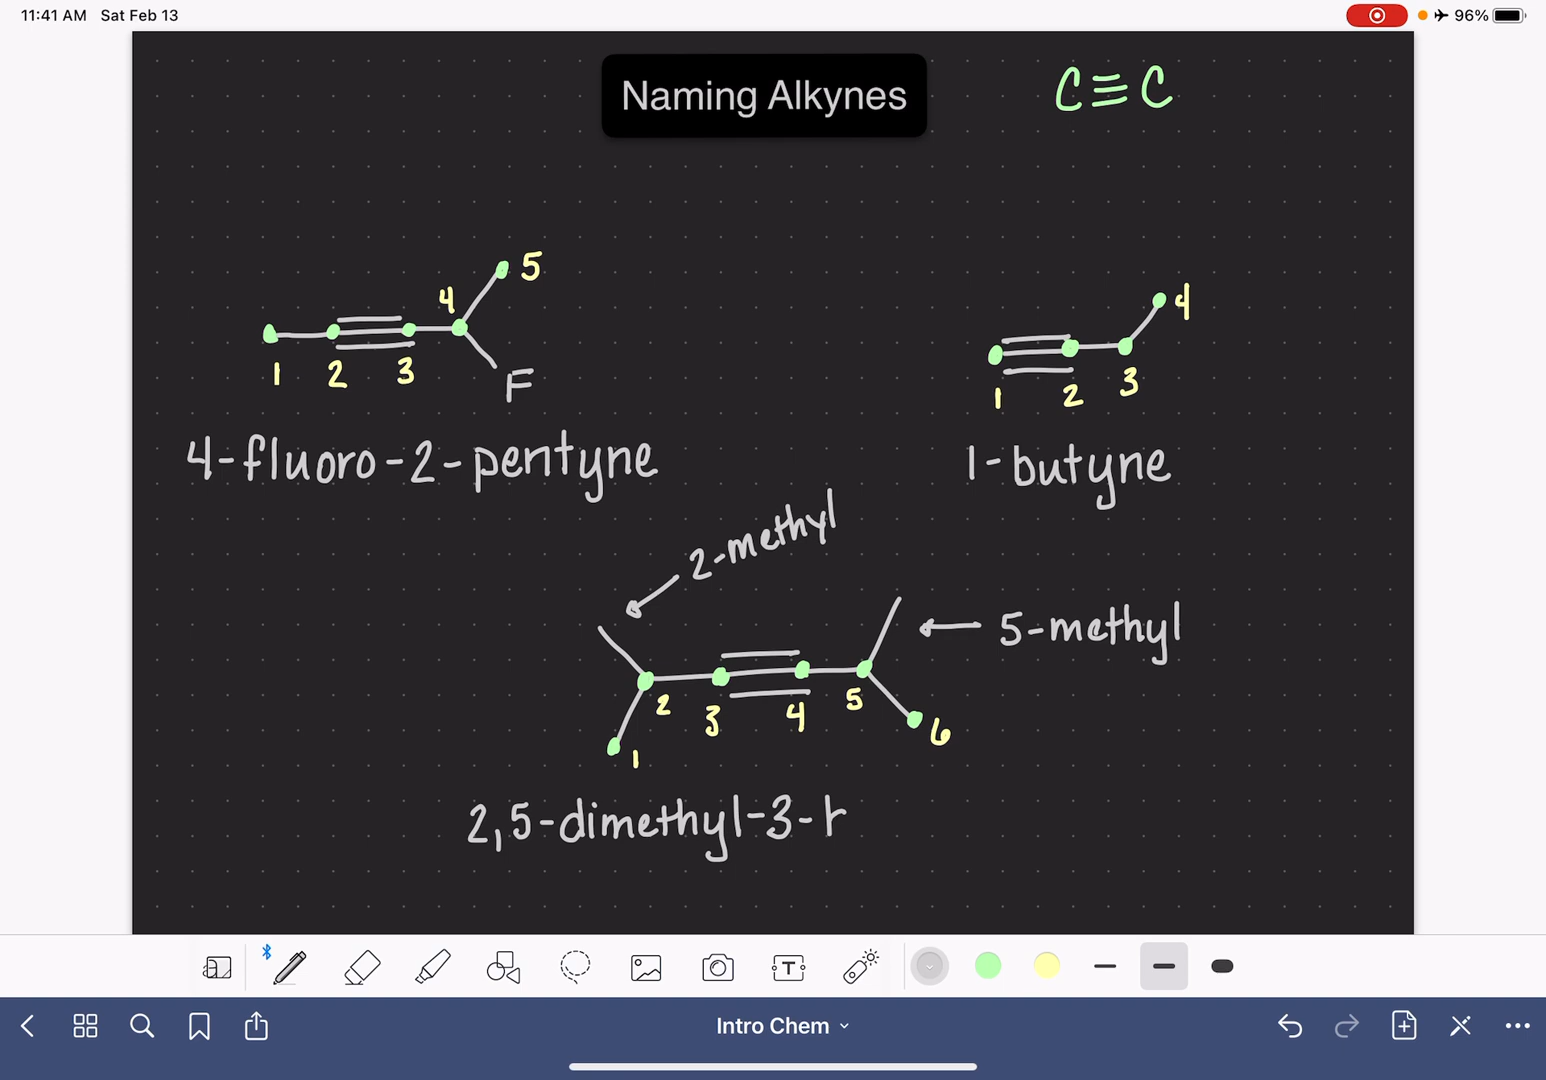 11:41 AM Sat Feb 13
96%
Naming Alkynes
C≡C
5
4
F
1 2 3
4-fluoro-2-pentyne
4
1 2 3
1-butyne
2-methyl
5-methyl
2 3 4 5 6
1
2,5-dimethyl-3-h
T
Intro Chem